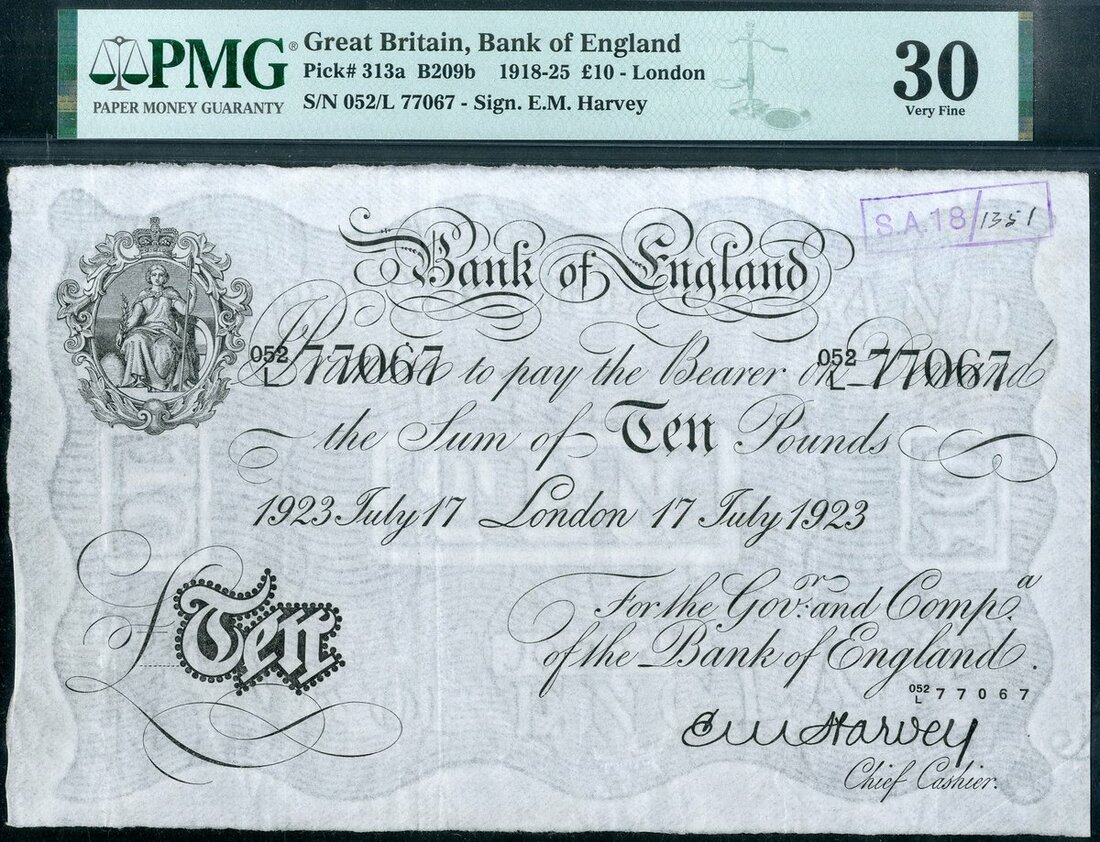 PMG®
PAPER MONEY GUARANTY
Great Britain, Bank of England
Pick# 313a B209b 1918-25 £10 - London
S/N 052/L 77067 - Sign. E.M. Harvey
30
Very Fine
S.A.18/1351
Bank of England
I Promise to pay the Bearer on Demand
052/L 77067 052/L 77067
the Sum of Ten Pounds
1923 July 17 London 17 July 1923
£Ten
For the Govr. and Compa.
of the Bank of England.
052/L 77067
E M Harvey
Chief Cashier.